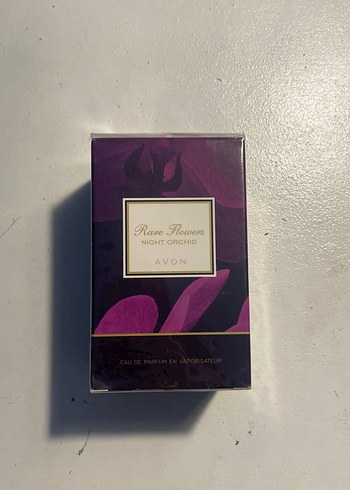 Rare Flowers
NIGHT ORCHID
AVON
EAU DE PARFUM EN VAPORISATEUR